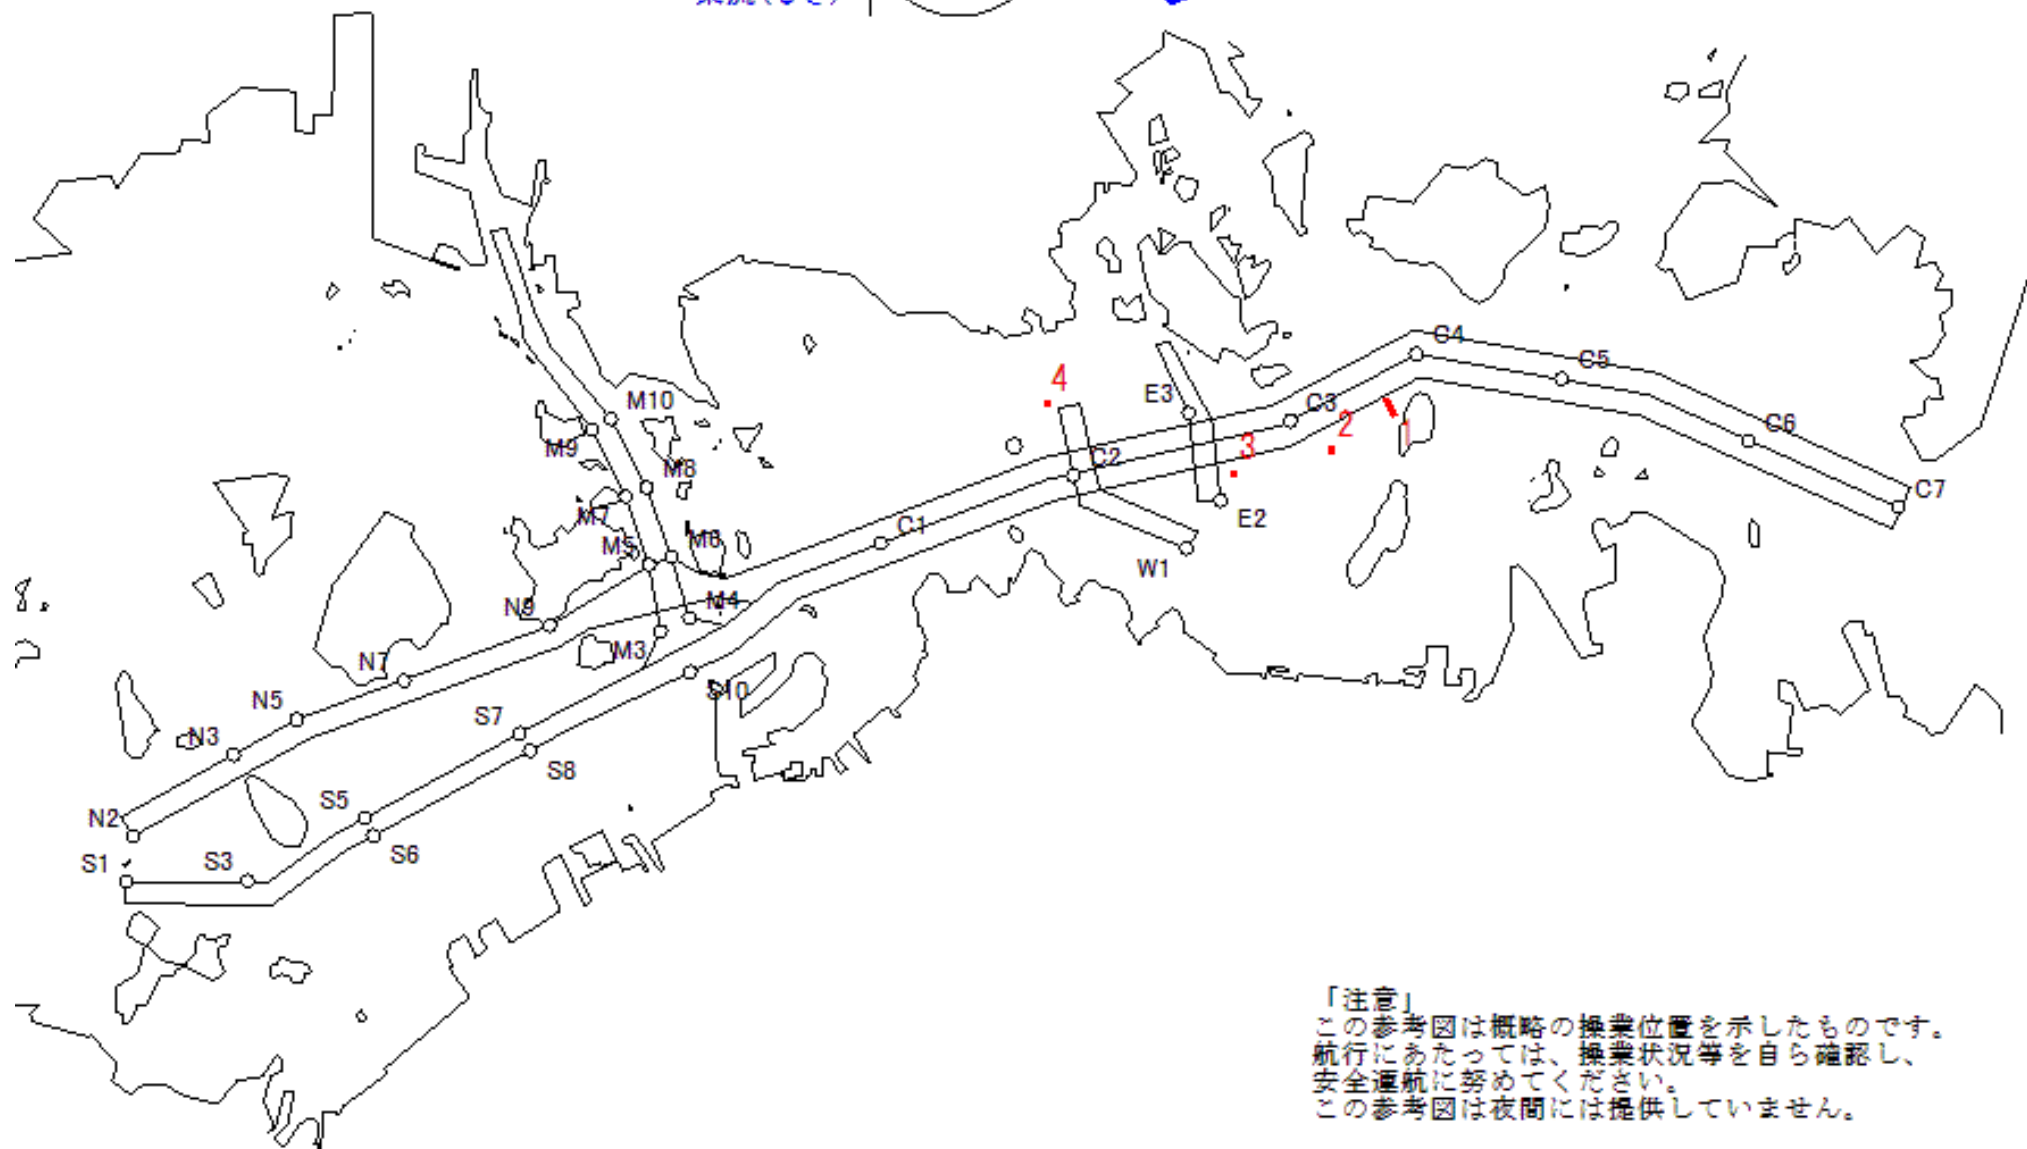 C4
C5
4
E3
C3
2
1
M10
C6
M9
M8
C2
3
C7
M7
E2
C1
M5
M6
W1
N9
M4
M3
N7
S10
N5
S7
N3
S8
S5
N2
S1
S3
S6
「注意」
この参考図は概略の操業位置を示したものです。
航行にあたっては、操業状況等を自ら確認し、
安全運航に努めてください。
この参考図は夜間には提供していません。